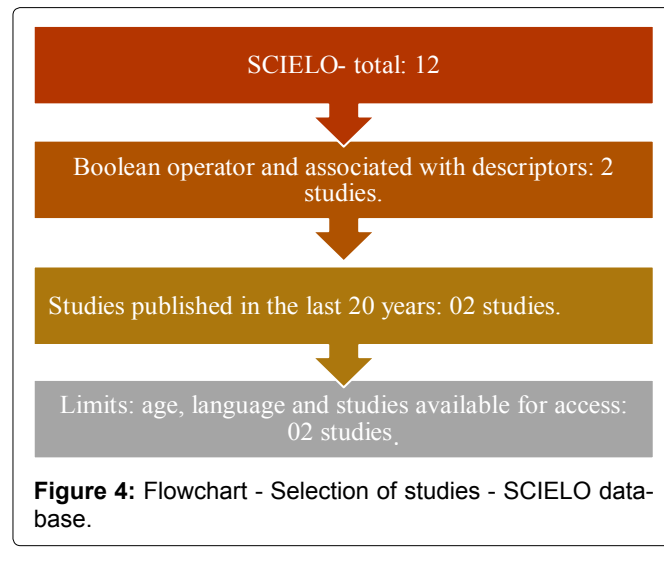 SCIELO- total: 12
Boolean operator and associated with descriptors: 2
studies.
Studies published in the last 20 years: 02 studies.
Limits: age, language and studies available for access:
02 studies.
Figure 4: Flowchart - Selection of studies - SCIELO data-
base.